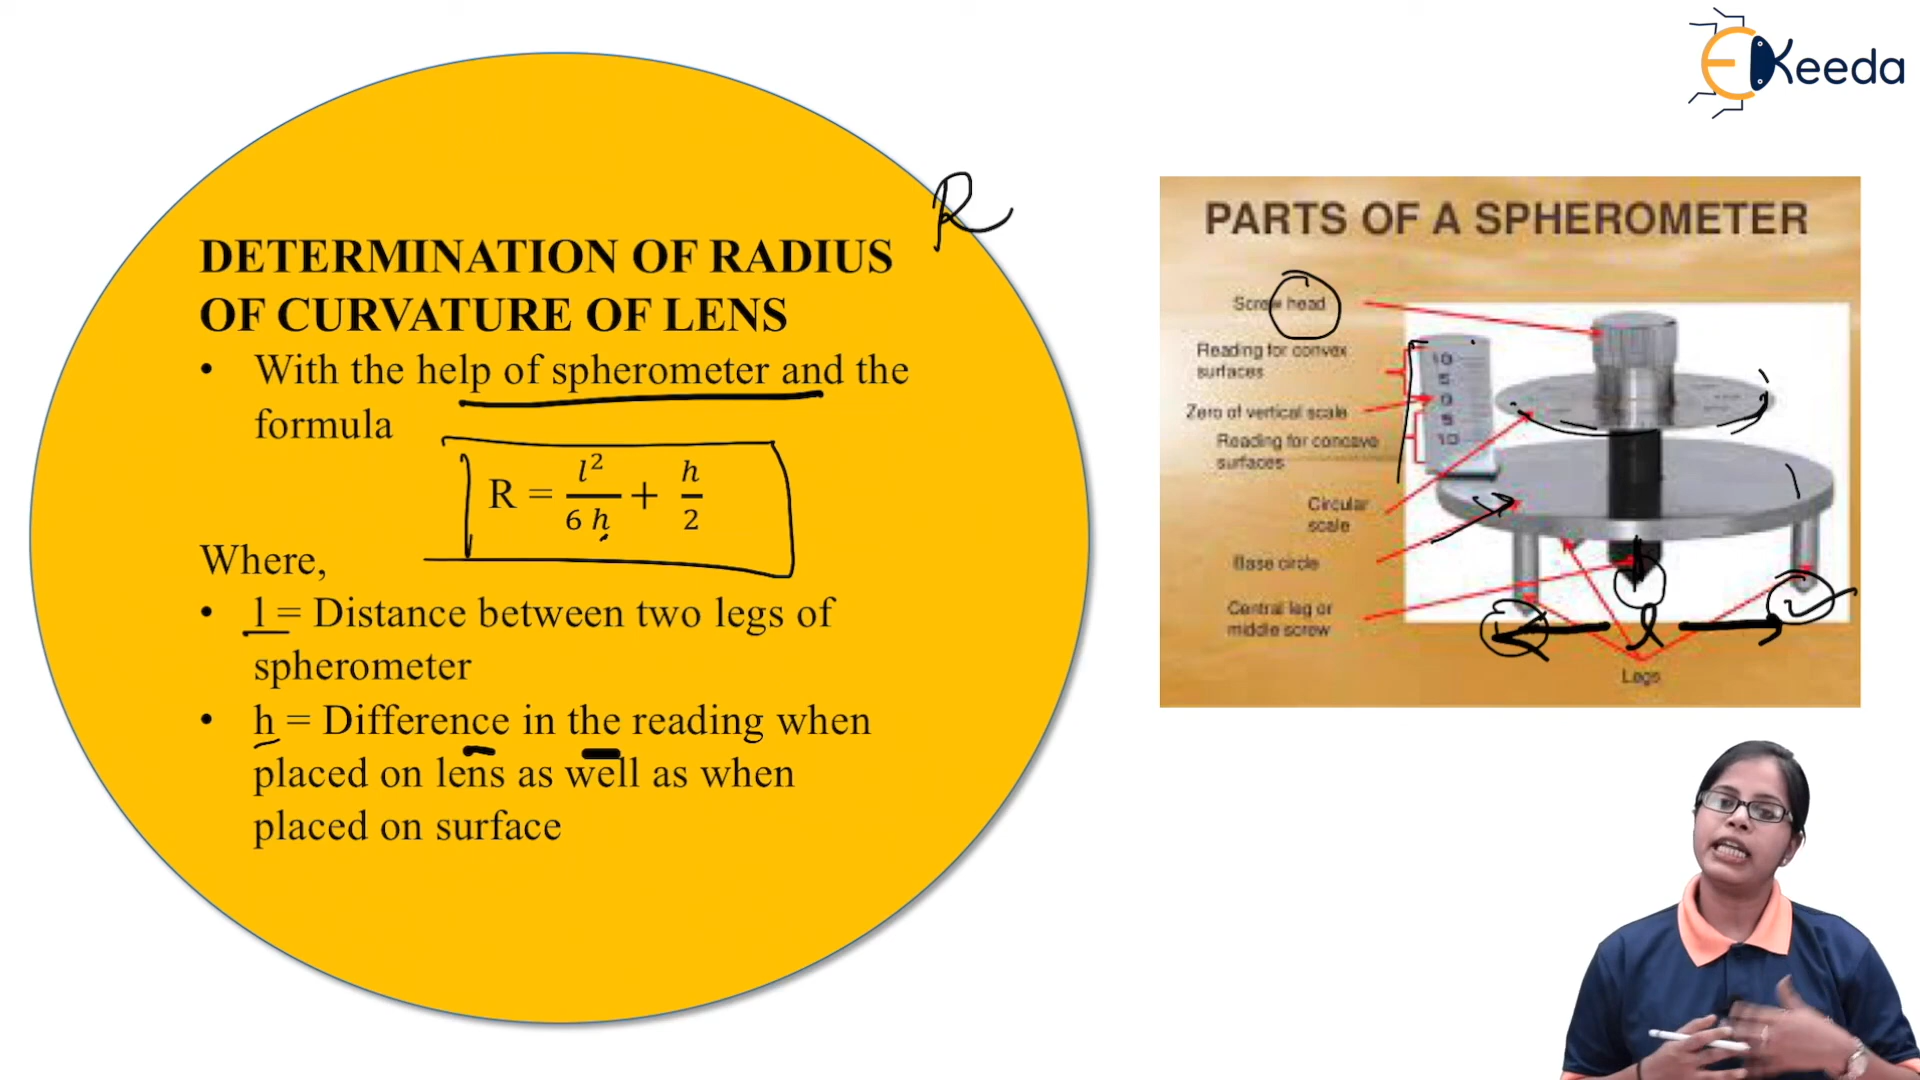 EKeeda
R
DETERMINATION OF RADIUS
OF CURVATURE OF LENS
• With the help of spherometer and the
formula
R = l²/6 h + h/2
Where,
• l = Distance between two legs of
spherometer
• h = Difference in the reading when
placed on lens as well as when
placed on surface
PARTS OF A SPHEROMETER
Screw head
Reading for convex
surfaces
Zero of vertical scale
Reading for concave
surfaces
Circular
scale
Base circle
Central leg or
middle screw
Legs
10
5
0
5
10
l